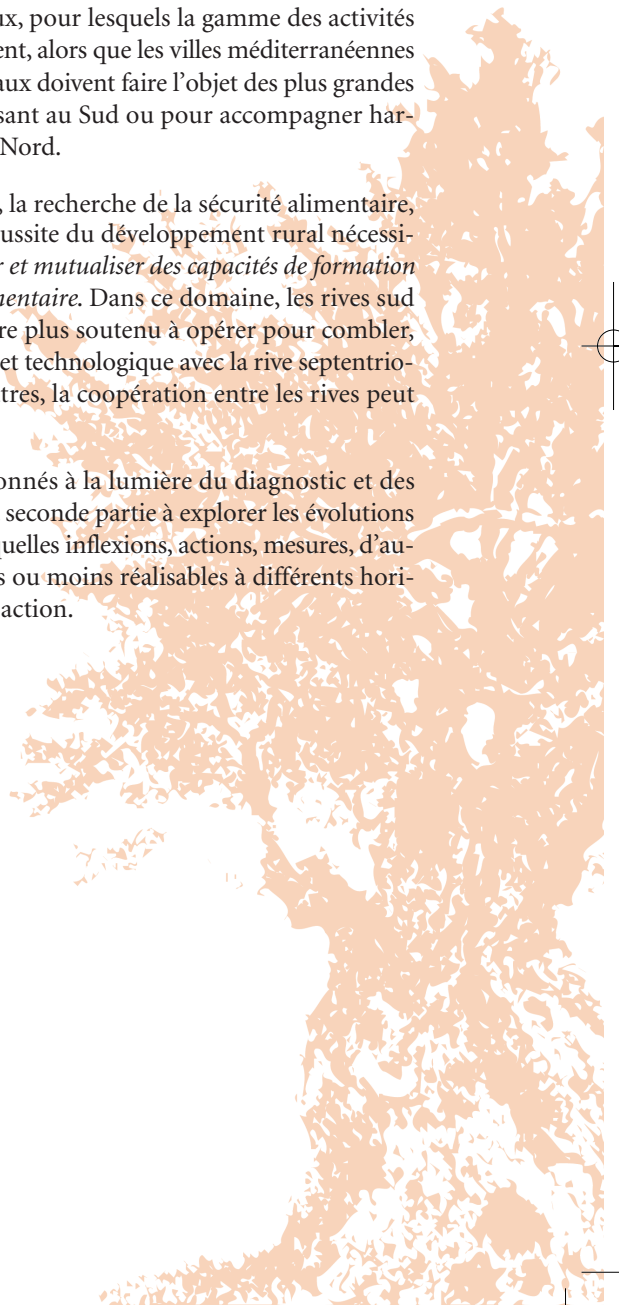 ux, pour lesquels la gamme des activités
ent, alors que les villes méditerranéennes
aux doivent faire l’objet des plus grandes
sant au Sud ou pour accompagner har-
Nord.
, la recherche de la sécurité alimentaire,
ussite du développement rural nécessi-
r et mutualiser des capacités de formation
mentaire. Dans ce domaine, les rives sud
re plus soutenu à opérer pour combler,
et technologique avec la rive septentrio-
utres, la coopération entre les rives peut
onnés à la lumière du diagnostic et des
seconde partie à explorer les évolutions
quelles inflexions, actions, mesures, d’au-
s ou moins réalisables à différents hori-
action.